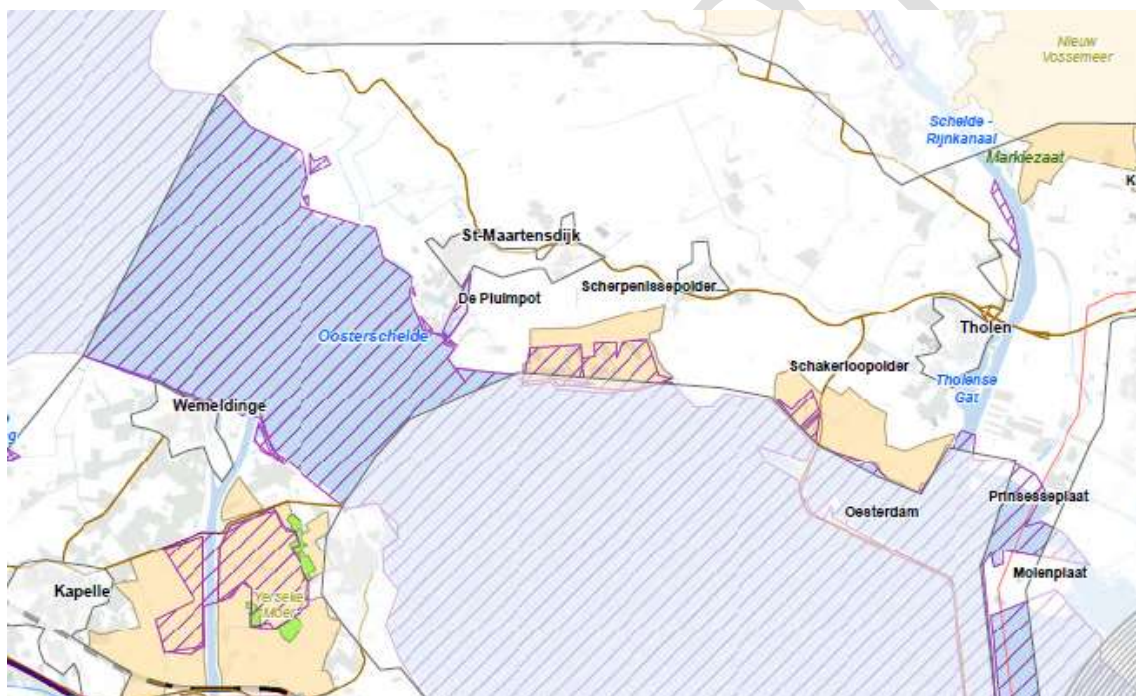 Nieuw
Vossemeer
Schelde -
Rijnkanaal
Markiezaat
K
St-Maartensdijk
De Pluimpot
Scherpenissepolder
Oosterschelde
Tholen
Schakerloopolder
Tholense
Gat
Wemeldinge
g
Prinsesseplaat
Oesterdam
Molenplaat
Kapelle
Yerseke
Moer